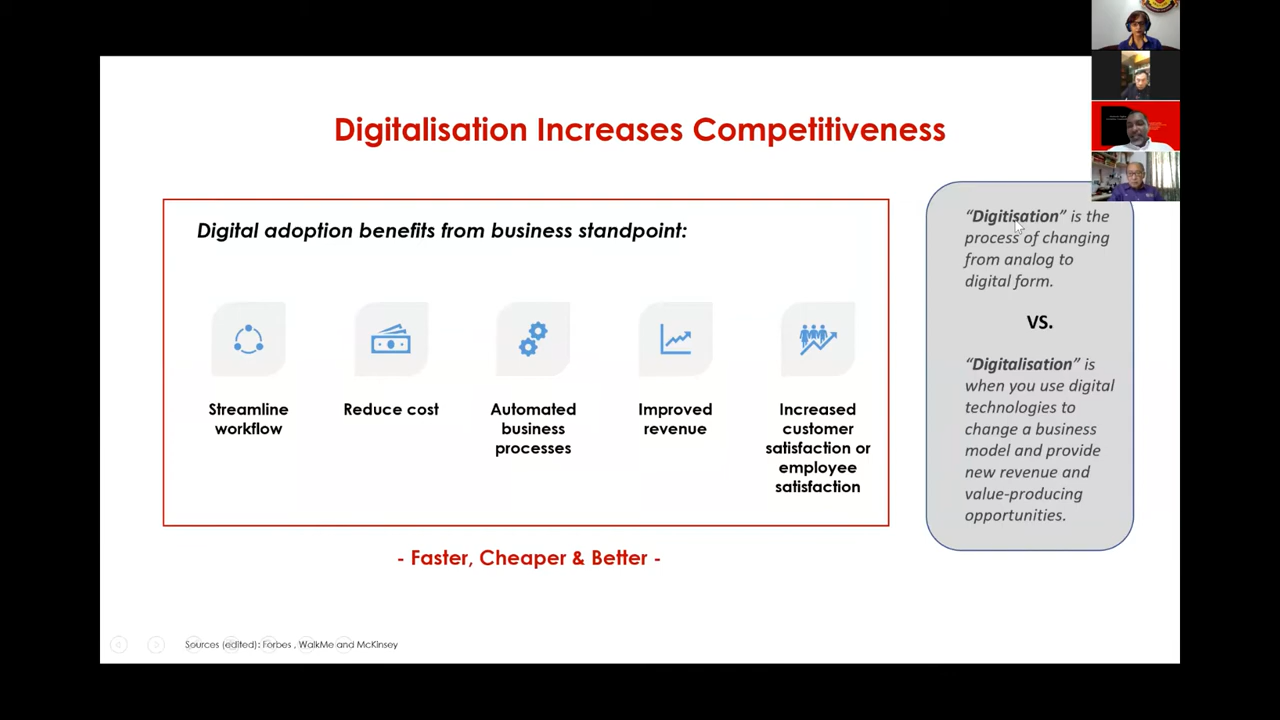 Digitalisation Increases Competitiveness
Digital adoption benefits from business standpoint:
Streamline
workflow
Reduce cost
Automated
business
processes
Improved
revenue
Increased
customer
satisfaction or
employee
satisfaction
- Faster, Cheaper & Better -
“Digitisation” is the
process of changing
from analog to
digital form.
VS.
“Digitalisation” is
when you use digital
technologies to
change a business
model and provide
new revenue and
value-producing
opportunities.
Sources (edited): Forbes , WalkMe and McKinsey